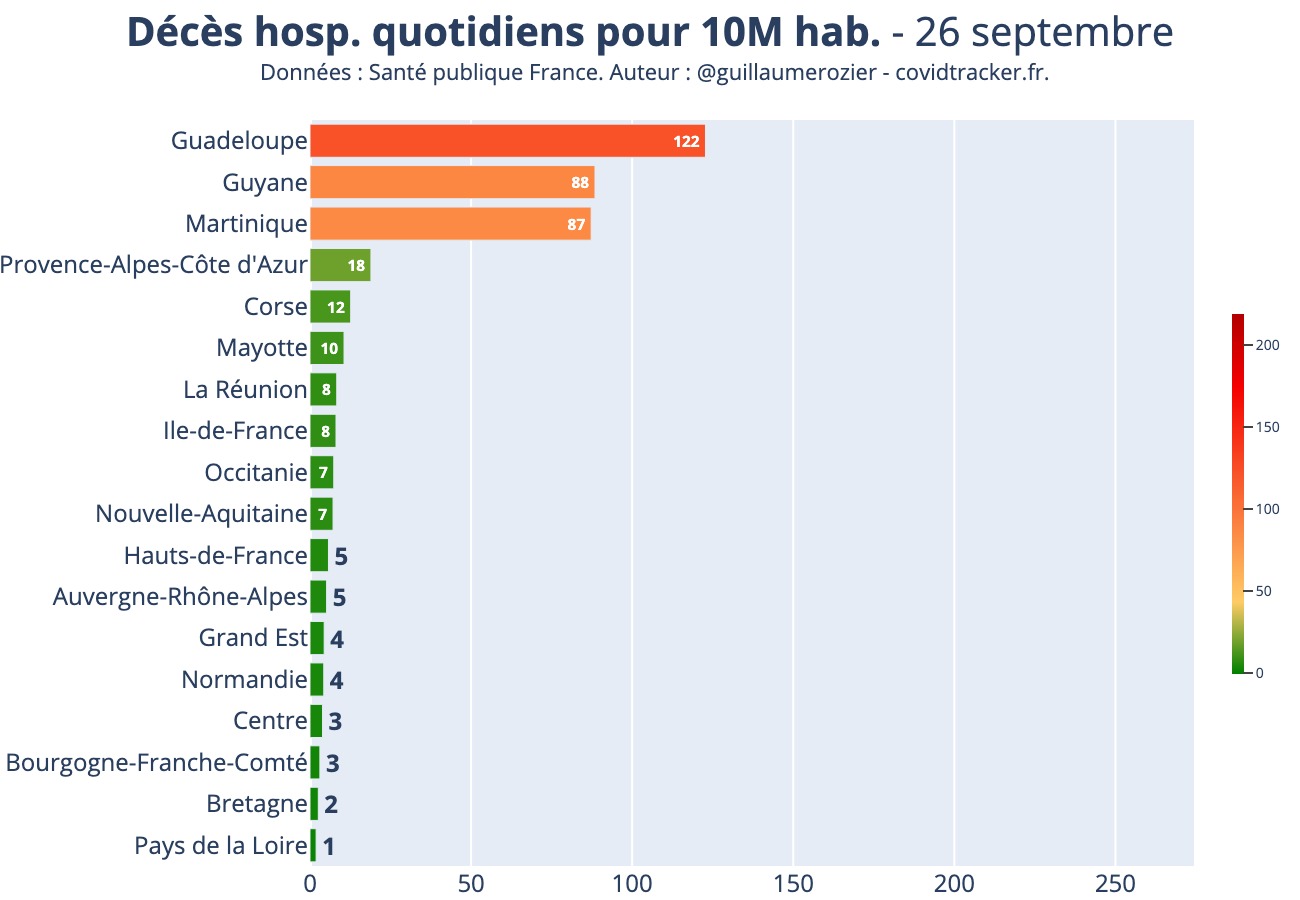 Décès hosp. quotidiens pour 10M hab. - 26 septembre
Données : Santé publique France. Auteur : @guillaumerozier - covidtracker.fr.
Guadeloupe 122
Guyane 88
Martinique 87
Provence-Alpes-Côte d'Azur 18
Corse 12
Mayotte 10
La Réunion 8
Ile-de-France 8
Occitanie 7
Nouvelle-Aquitaine 7
Hauts-de-France 5
Auvergne-Rhône-Alpes 5
Grand Est 4
Normandie 4
Centre 3
Bourgogne-Franche-Comté 3
Bretagne 2
Pays de la Loire 1
0 50 100 150 200 250
200
150
100
50
0